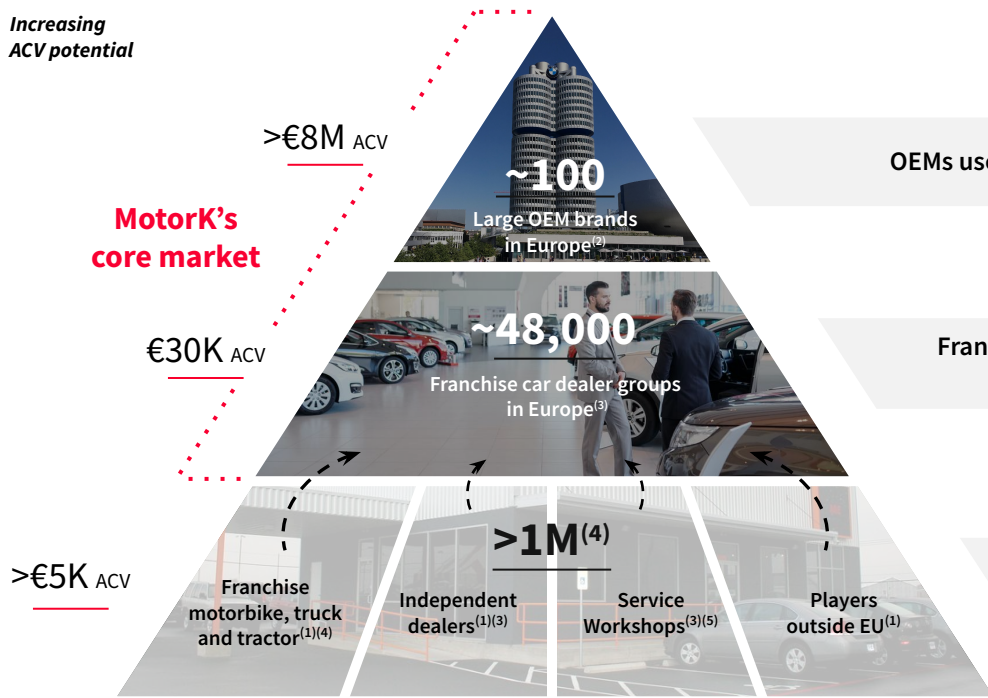 Increasing
ACV potential
>€8M ACV
~100
Large OEM brands
in Europe(2)
OEMs use
MotorK’s
core market
€30K ACV
~48,000
Franchise car dealer groups
in Europe(3)
Fran
>€5K ACV
>1M(4)
Franchise
motorbike, truck
and tractor(1)(4)
Independent
dealers(1)(3)
Service
Workshops(3)(5)
Players
outside EU(1)